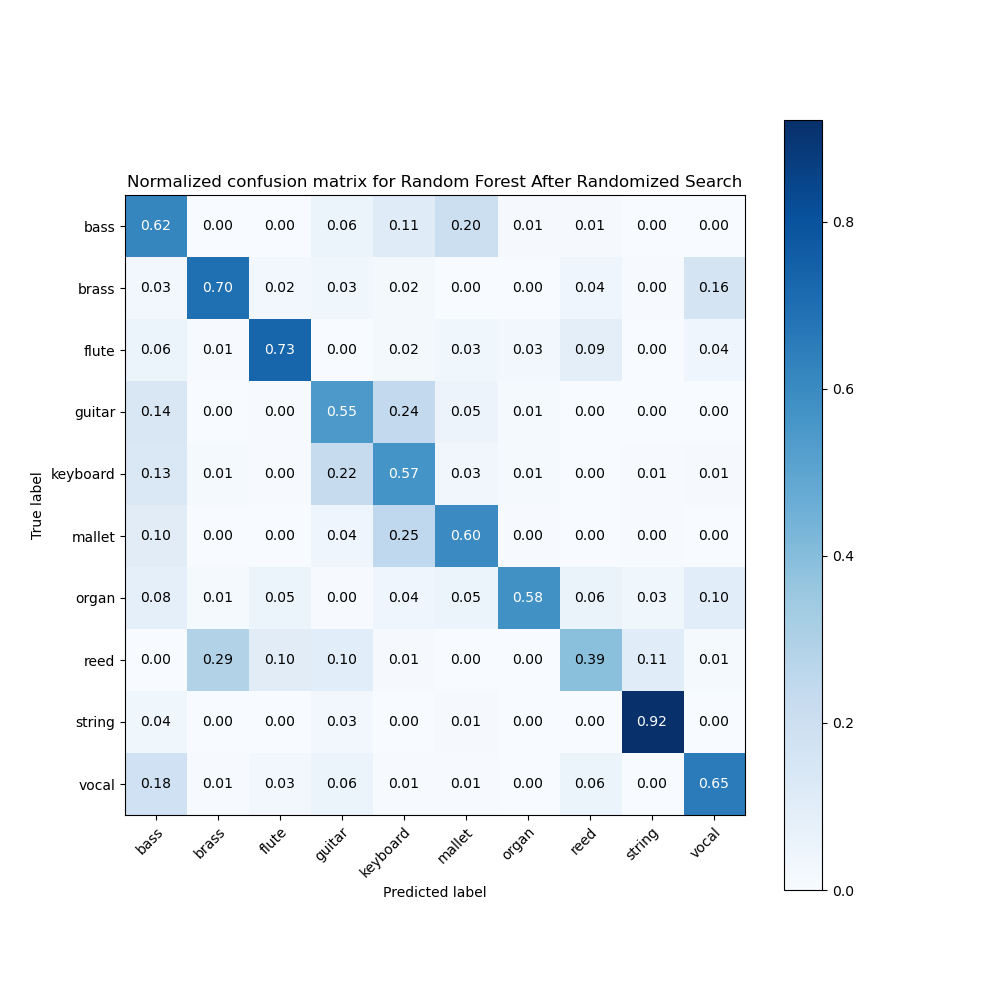 Normalized confusion matrix for Random Forest After Randomized Search
bass 0.62 0.00 0.00 0.06 0.11 0.20 0.01 0.01 0.00 0.00
brass 0.03 0.70 0.02 0.03 0.02 0.00 0.00 0.04 0.00 0.16
flute 0.06 0.01 0.73 0.00 0.02 0.03 0.03 0.09 0.00 0.04
guitar 0.14 0.00 0.00 0.55 0.24 0.05 0.01 0.00 0.00 0.00
keyboard 0.13 0.01 0.00 0.22 0.57 0.03 0.01 0.00 0.01 0.01
mallet 0.10 0.00 0.00 0.04 0.25 0.60 0.00 0.00 0.00 0.00
organ 0.08 0.01 0.05 0.00 0.04 0.05 0.58 0.06 0.03 0.10
reed 0.00 0.29 0.10 0.10 0.01 0.00 0.00 0.39 0.11 0.01
string 0.04 0.00 0.00 0.03 0.00 0.01 0.00 0.00 0.92 0.00
vocal 0.18 0.01 0.03 0.06 0.01 0.01 0.00 0.06 0.00 0.65
bass brass flute guitar keyboard mallet organ reed string vocal
Predicted label
True label
0.8
0.6
0.4
0.2
0.0